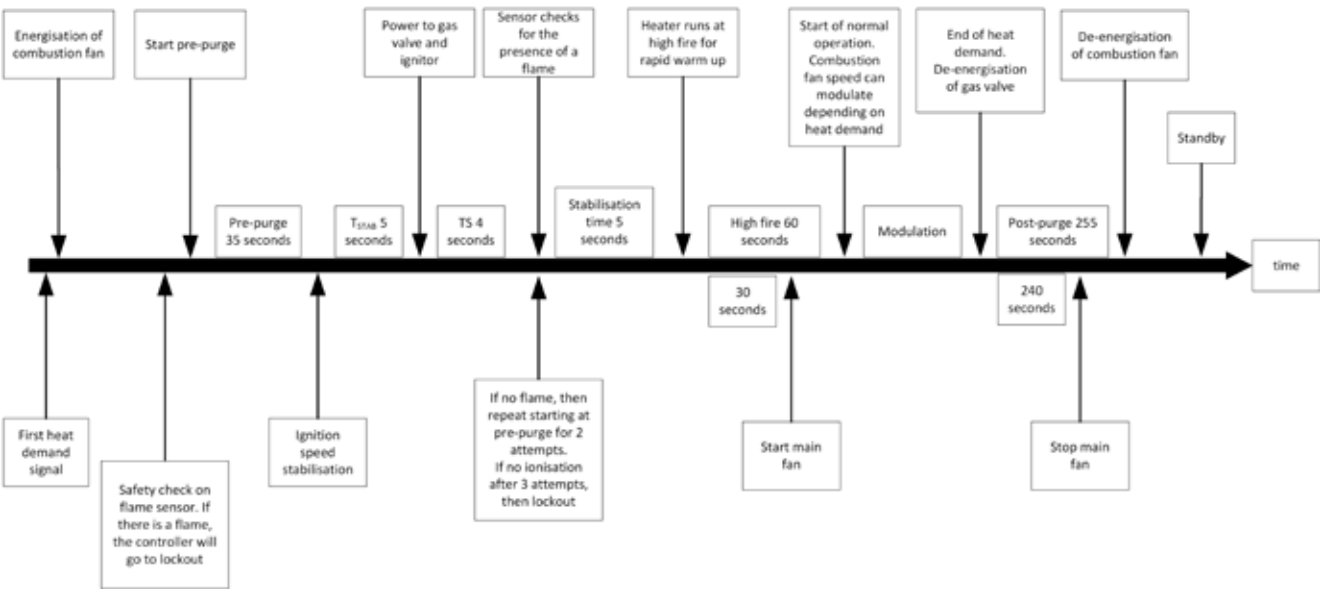 Energisation of
combustion fan
Start pre-purge
Power to gas
valve and
ignitor
Sensor checks
for the
presence of a
flame
Heater runs at
high fire for
rapid warm up
Start of normal
operation.
Combustion
fan speed can
modulate
depending on
heat demand
End of heat
demand.
De-energisation
of gas valve
De-energisation
of combustion fan
Standby
Pre-purge
35 seconds
TSTAB 5
seconds
TS 4
seconds
Stabilisation
time 5
seconds
High fire 60
seconds
Modulation
Post-purge 255
seconds
time
30
seconds
240
seconds
First heat
demand
signal
Safety check on
flame sensor. If
there is a flame,
the controller will
go to lockout
Ignition
speed
stabilisation
If no flame, then
repeat starting at
pre-purge for 2
attempts.
If no ionisation
after 3 attempts,
then lockout
Start main
fan
Stop main
fan